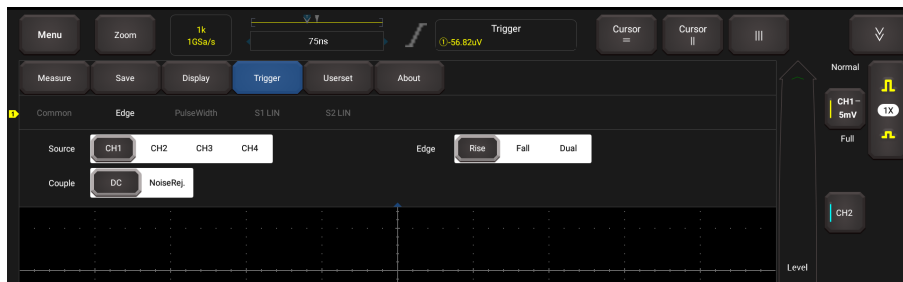 Menu
Zoom
1k
1GSa/s
75ns
Trigger
①-56.82uV
Cursor
=
Cursor
||
|||
Measure
Save
Display
Trigger
Userset
About
Normal
CH1
5mV
1X
Full
1
Common
Edge
PulseWidth
S1 LIN
S2 LIN
Source
CH1
CH2
CH3
CH4
Edge
Rise
Fall
Dual
Couple
DC
NoiseRej.
CH2
Level